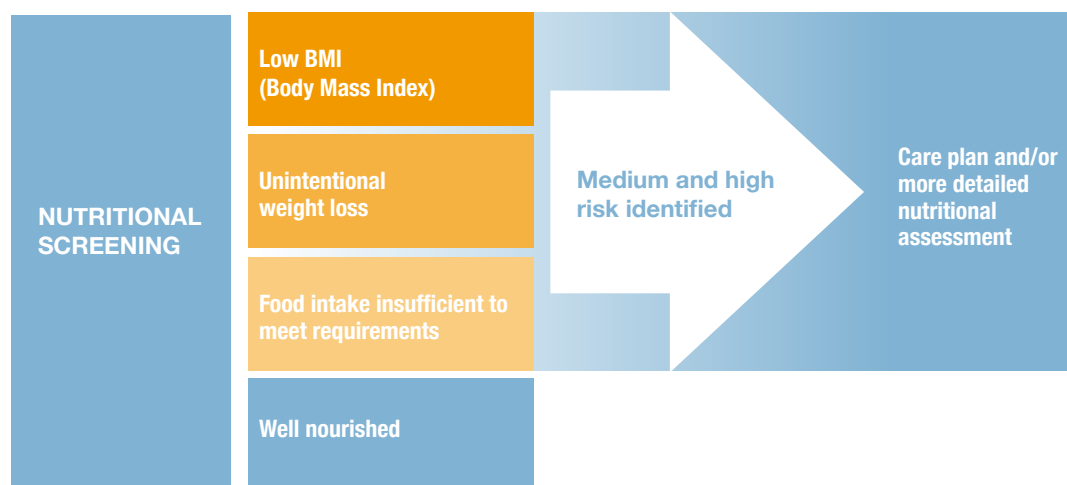 NUTRITIONAL
SCREENING
Low BMI
(Body Mass Index)
Unintentional
weight loss
Food intake insufficient to
meet requirements
Well nourished
Medium and high
risk identified
Care plan and/or
more detailed
nutritional
assessment